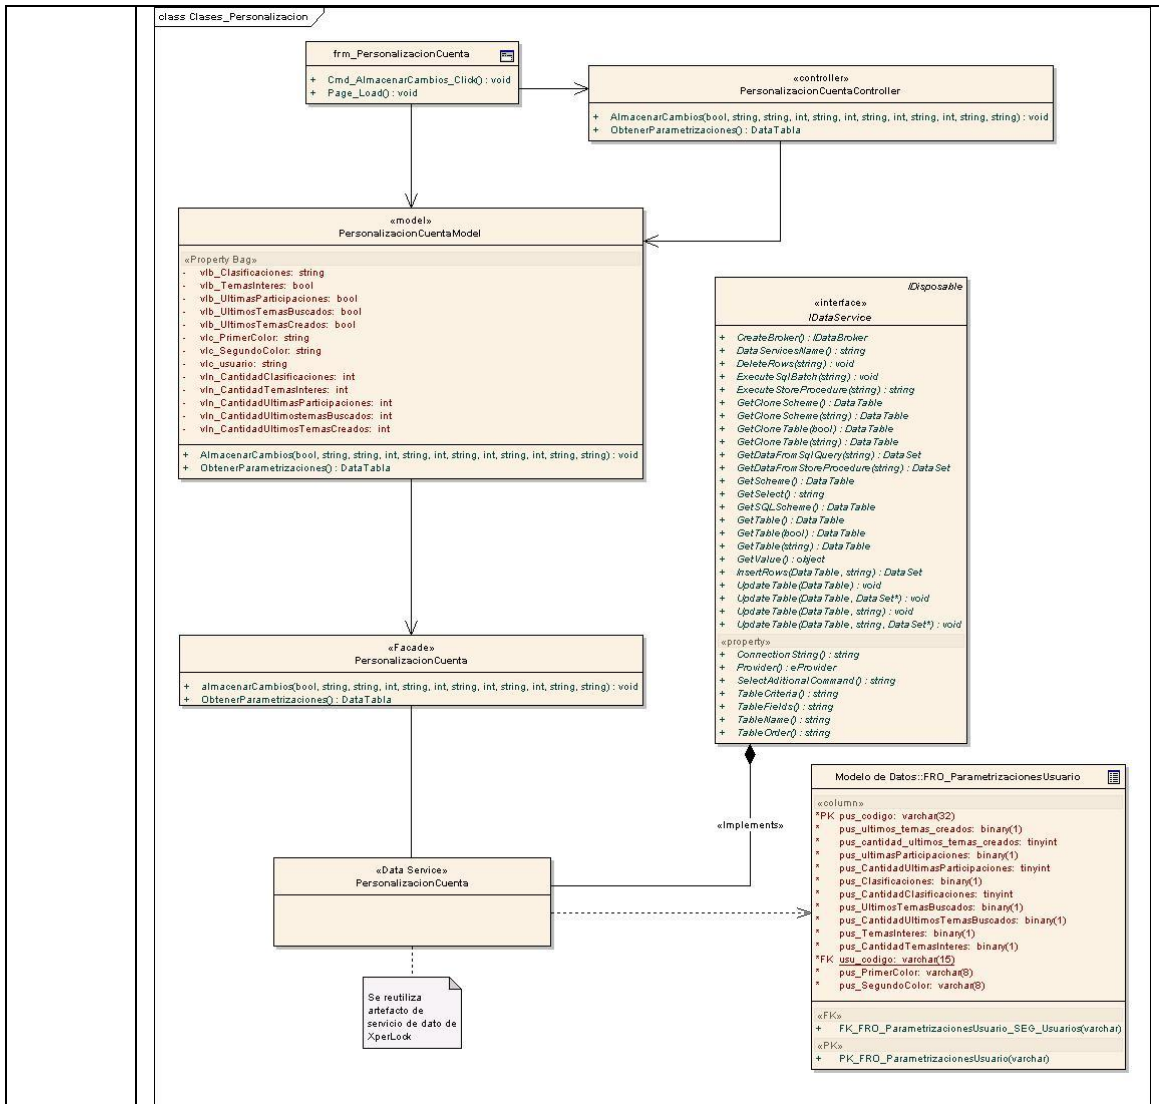 class Clases_Personalizacion
frm_PersonalizacionCuenta
+ Cmd_AlmacenarCambios_Click() : void
+ Page_Load() : void
«controller»
PersonalizacionCuentaController
+ AlmacenarCambios(bool, string, string, int, string, int, string, int, string, int, string, string) : void
+ ObtenerParametrizaciones() : DataTabla
«model»
PersonalizacionCuentaModel
«Property Bag»
- vlb_Clasificaciones: string
- vlb_TemasInteres: bool
- vlb_UltimasParticipaciones: bool
- vlb_UltimosTemasBuscados: bool
- vlb_UltimosTemasCreados: bool
- vlc_PrimerColor: string
- vlc_SegundoColor: string
- vlc_usuario: string
- vln_CantidadClasificaciones: int
- vln_CantidadTemasInteres: int
- vln_CantidadUltimasParticipaciones: int
- vln_CantidadUltimostemasBuscados: int
- vln_CantidadUltimosTemasCreados: int
+ AlmacenarCambios(bool, string, string, int, string, int, string, int, string, int, string, string) : void
+ ObtenerParametrizaciones() : DataTabla
IDisposable
«interface»
IDataService
+ CreateBroker() : IDataBroker
+ DataServicesName() : string
+ DeleteRows(string) : void
+ ExecuteSqlBatch(string) : void
+ ExecuteStoreProcedure(string) : string
+ GetCloneScheme() : DataTable
+ GetCloneScheme(string) : DataTable
+ GetCloneTable(bool) : DataTable
+ GetCloneTable(string) : DataTable
+ GetDataFromSqlQuery(string) : DataSet
+ GetDataFromStoreProcedure(string) : DataSet
+ GetScheme() : DataTable
+ GetSelect() : string
+ GetSQLScheme() : DataTable
+ GetTable() : DataTable
+ GetTable(bool) : DataTable
+ GetTable(string) : DataTable
+ GetValue() : object
+ InsertRows(DataTable, string) : DataSet
+ UpdateTable(DataTable) : void
+ UpdateTable(DataTable, DataSet*) : void
+ UpdateTable(DataTable, string) : void
+ UpdateTable(DataTable, string, DataSet*) : void
«property»
+ ConnectionString() : string
+ Provider() : eProvider
+ SelectAditionalCommand() : string
+ TableCriteria() : string
+ TableFields() : string
+ TableName() : string
+ TableOrder() : string
«Facade»
PersonalizacionCuenta
+ almacenarCambios(bool, string, string, int, string, int, string, int, string, int, string, string) : void
+ ObtenerParametrizaciones() : DataTabla
«Implements»
«Data Service»
PersonalizacionCuenta
Se reutiliza
artefacto de
servicio de dato de
XperLock
Modelo de Datos::FRO_ParametrizacionesUsuario
«column»
*PK pus_codigo: varchar(32)
* pus_ultimos_temas_creados: binary(1)
* pus_cantidad_ultimos_temas_creados: tinyint
* pus_ultimasParticipaciones: binary(1)
* pus_CantidadUltimasParticipaciones: tinyint
* pus_Clasificaciones: binary(1)
* pus_CantidadClasificaciones: tinyint
* pus_UltimosTemasBuscados: binary(1)
* pus_CantidadUltimosTemasBuscados: binary(1)
* pus_TemasInteres: binary(1)
* pus_CantidadTemasInteres: binary(1)
*FK usu_codigo: varchar(15)
* pus_PrimerColor: varchar(8)
* pus_SegundoColor: varchar(8)
«FK»
+ FK_FRO_ParametrizacionesUsuario_SEG_Usuarios(varchar)
«PK»
+ PK_FRO_ParametrizacionesUsuario(varchar)